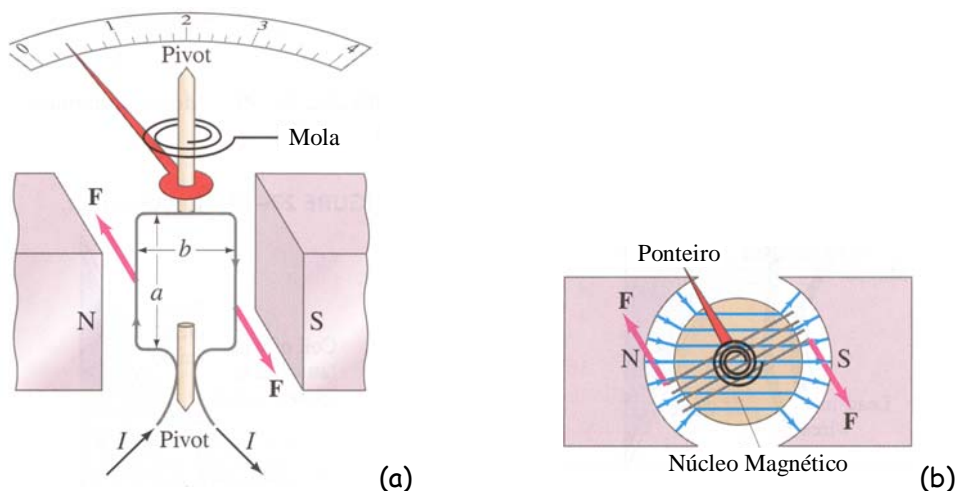 0 1 2 3 4
Pivot
Mola
F
b
a
N
S
F
I
Pivot
I
(a)
Ponteiro
F
N
S
F
Núcleo Magnético
(b)